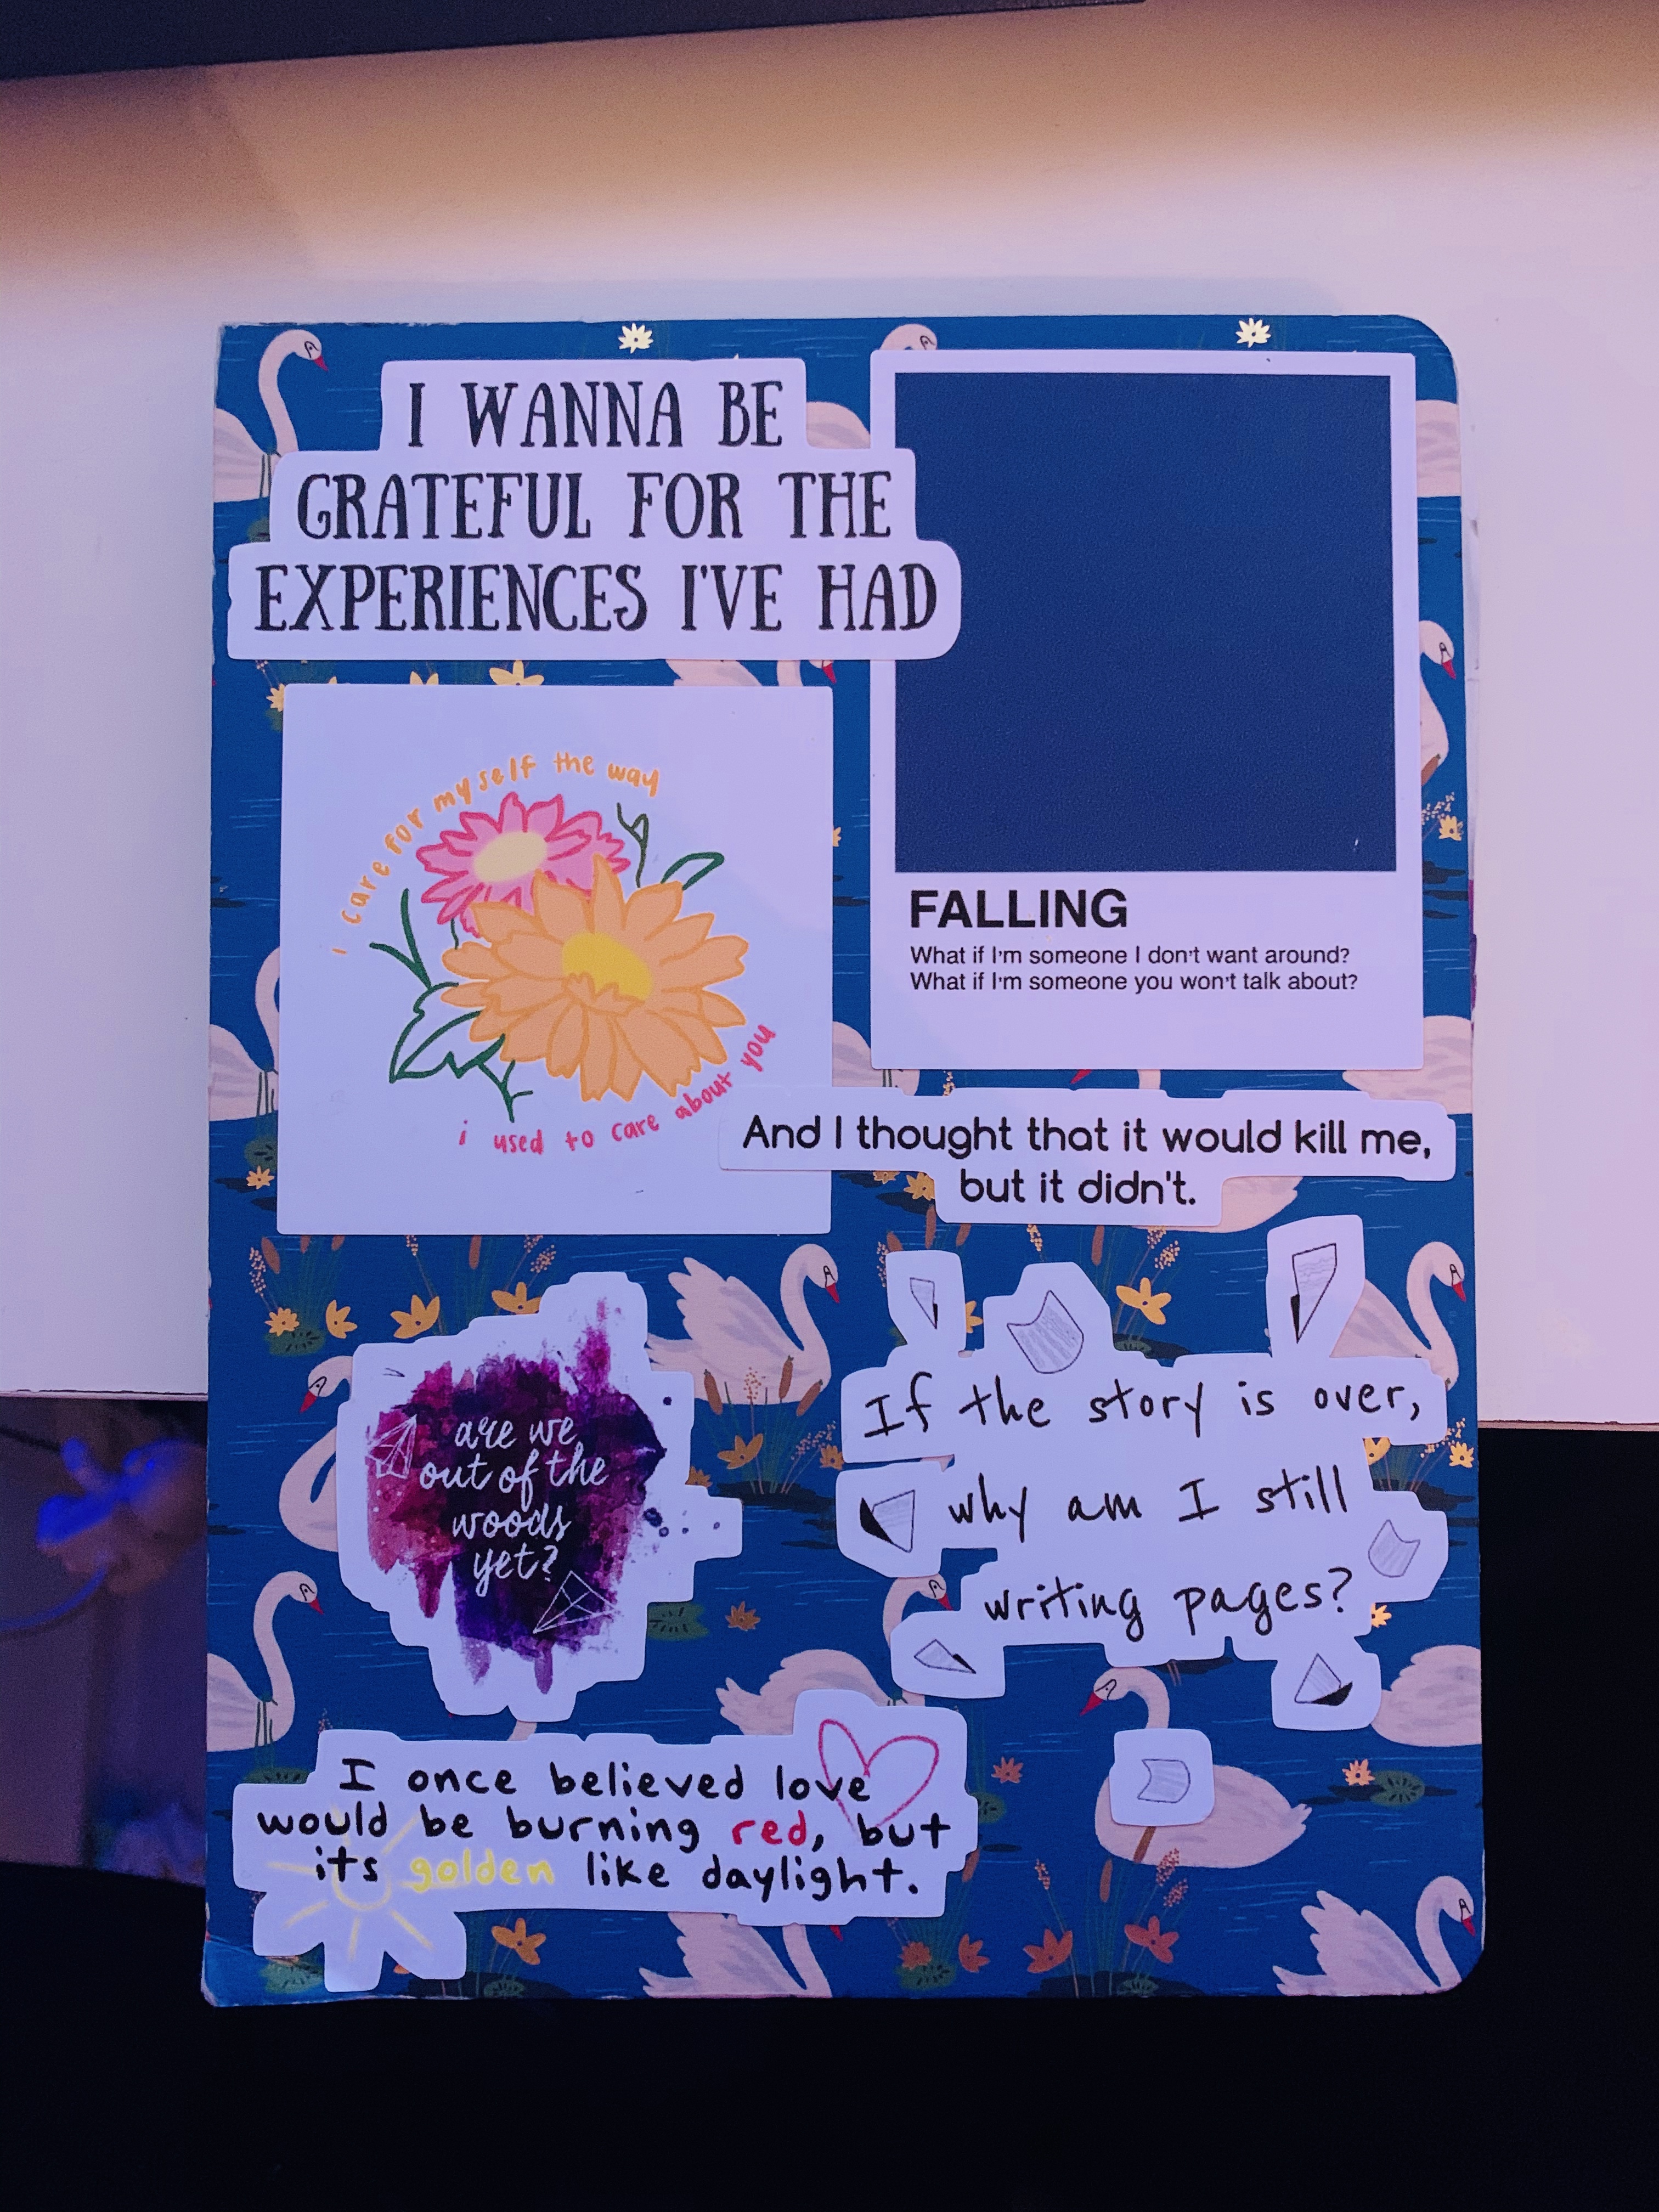 I WANNA BE
GRATEFUL FOR THE
EXPERIENCES I'VE HAD
FALLING
What if I'm someone I don't want around?
What if I'm someone you won't talk about?
i care for myself the way
i used to care about you
And I thought that it would kill me,
but it didn't.
are we
out of the
woods
yet?
If the story is over,
why am I still
writing pages?
I once believed love
would be burning red, but
its golden like daylight.